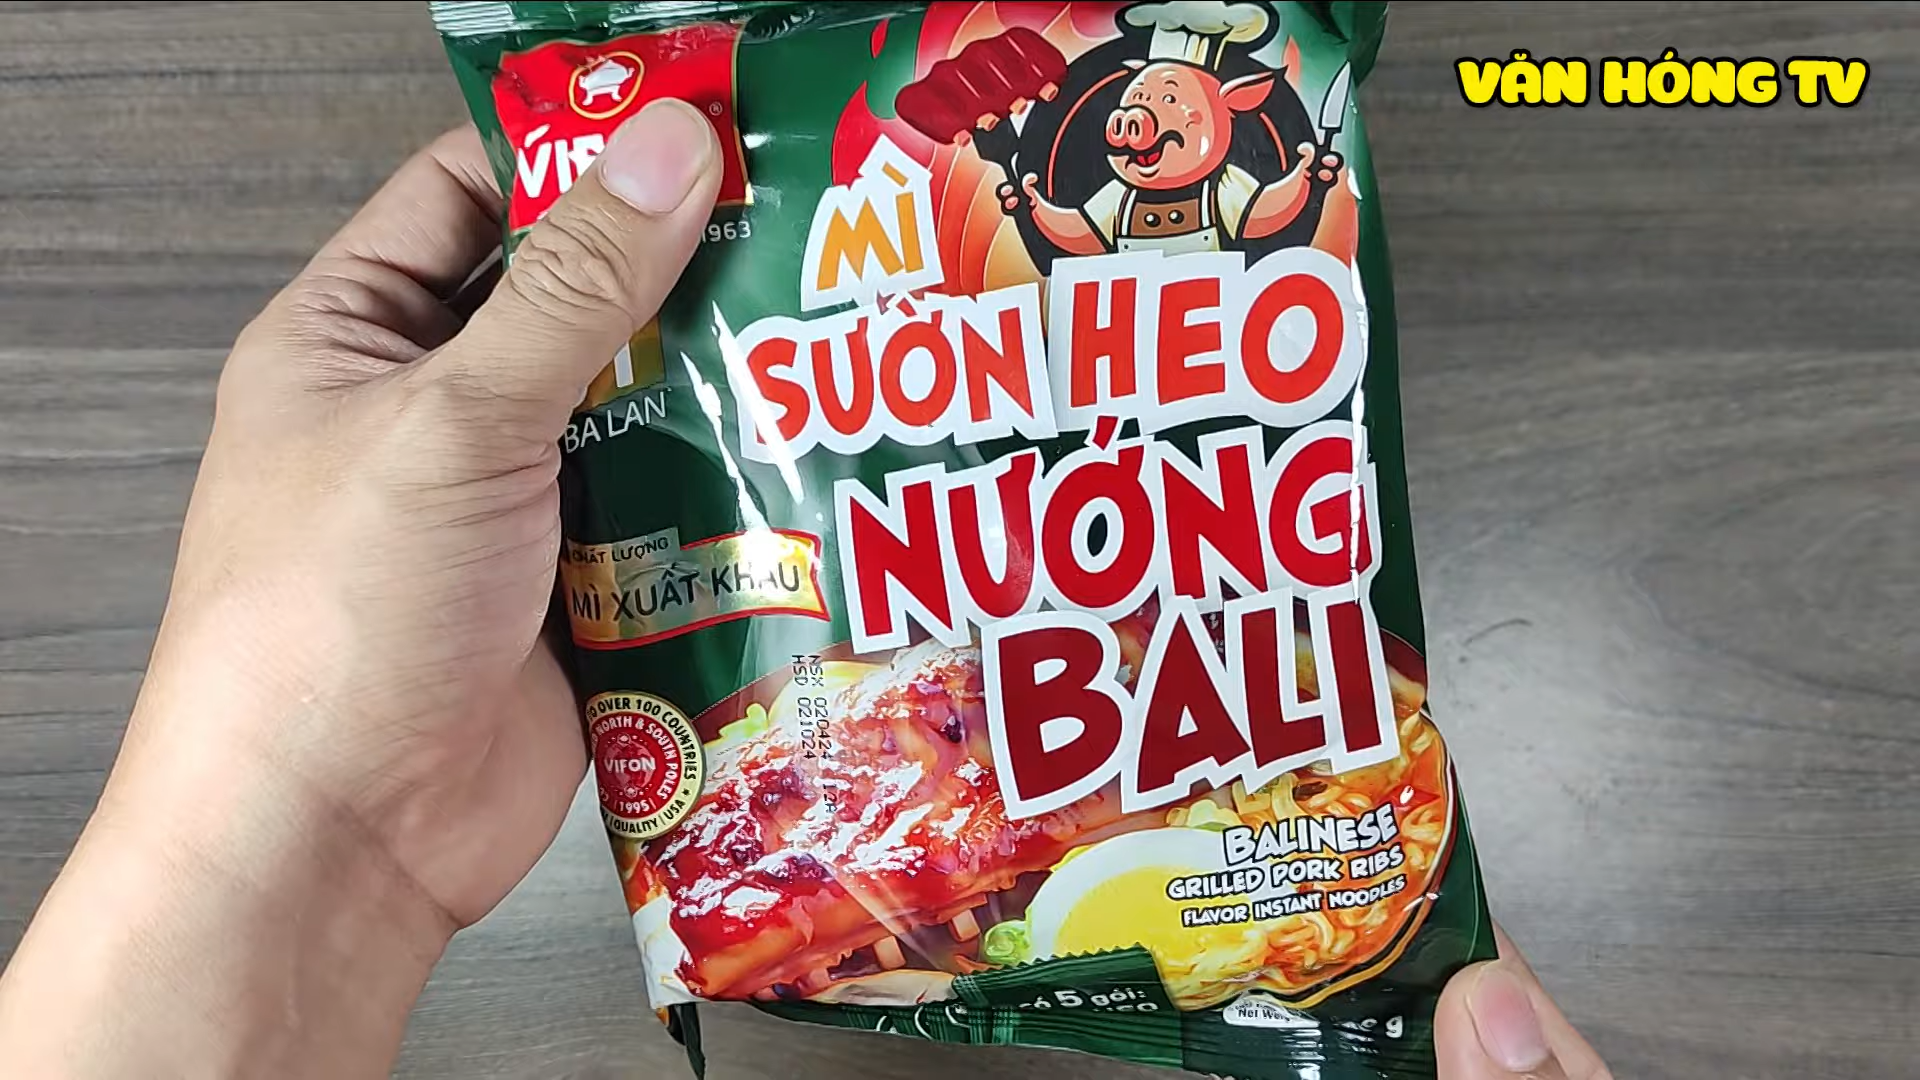 VĂN HÓNG TV
®
1963
MÌ
SƯỜN HEO
NƯỚNG
BALI
BA LAN
CHẤT LƯỢNG
MÌ XUẤT KHẨU
NSX 020424 12A
HSD 021024
OVER 100 COUNTRIES
NORTH & SOUTH POLES
VIFON
1995
QUALITY | USA
BALINESE
GRILLED PORK RIBS
FLAVOR INSTANT NOODLES
có 5 gói:
g